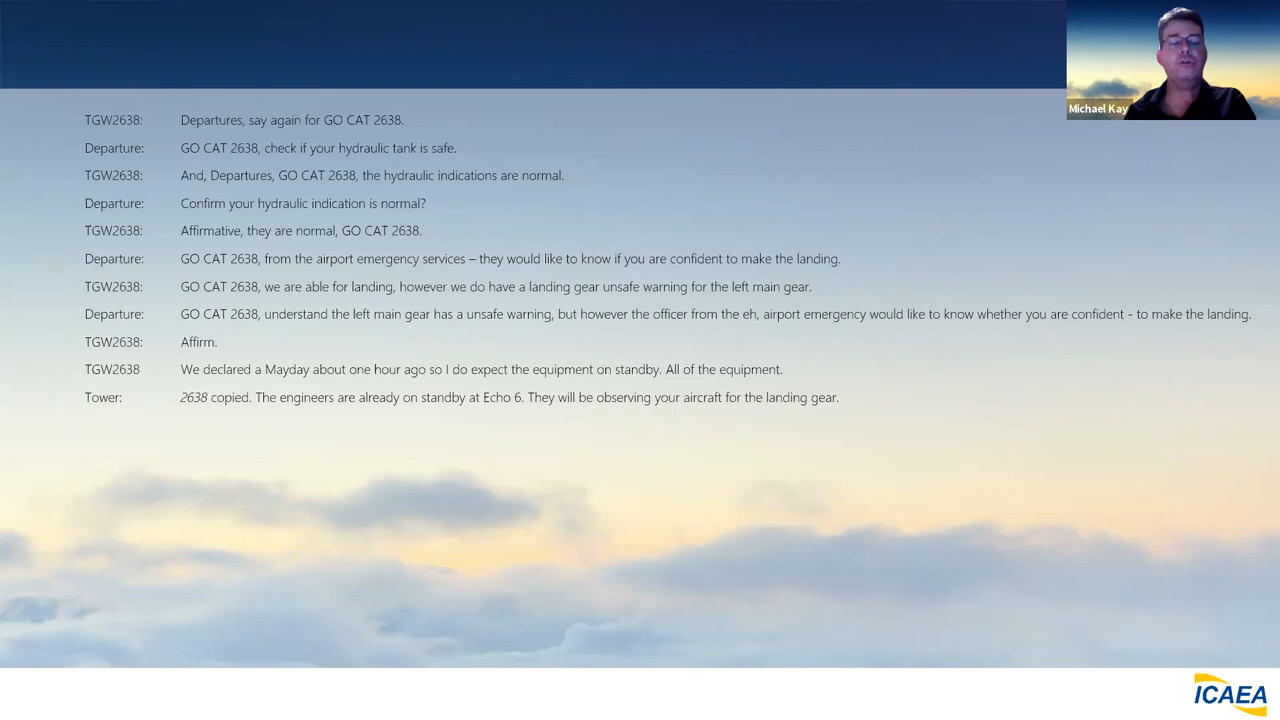 TGW2638: Departures, say again for GO CAT 2638.
Departure: GO CAT 2638, check if your hydraulic tank is safe.
TGW2638: And, Departures, GO CAT 2638, the hydraulic indications are normal.
Departure: Confirm your hydraulic indication is normal?
TGW2638: Affirmative, they are normal, GO CAT 2638.
Departure: GO CAT 2638, from the airport emergency services – they would like to know if you are confident to make the landing.
TGW2638: GO CAT 2638, we are able for landing, however we do have a landing gear unsafe warning for the left main gear.
Departure: GO CAT 2638, understand the left main gear has a unsafe warning, but however the officer from the eh, airport emergency would like to know whether you are confident - to make the landing.
TGW2638: Affirm.
TGW2638 We declared a Mayday about one hour ago so I do expect the equipment on standby. All of the equipment.
Tower: 2638 copied. The engineers are already on standby at Echo 6. They will be observing your aircraft for the landing gear.
Michael Kay
ICAEA